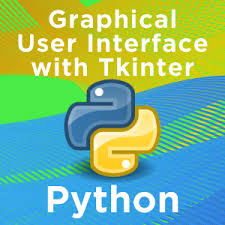 Graphical
User Interface
with Tkinter
Python